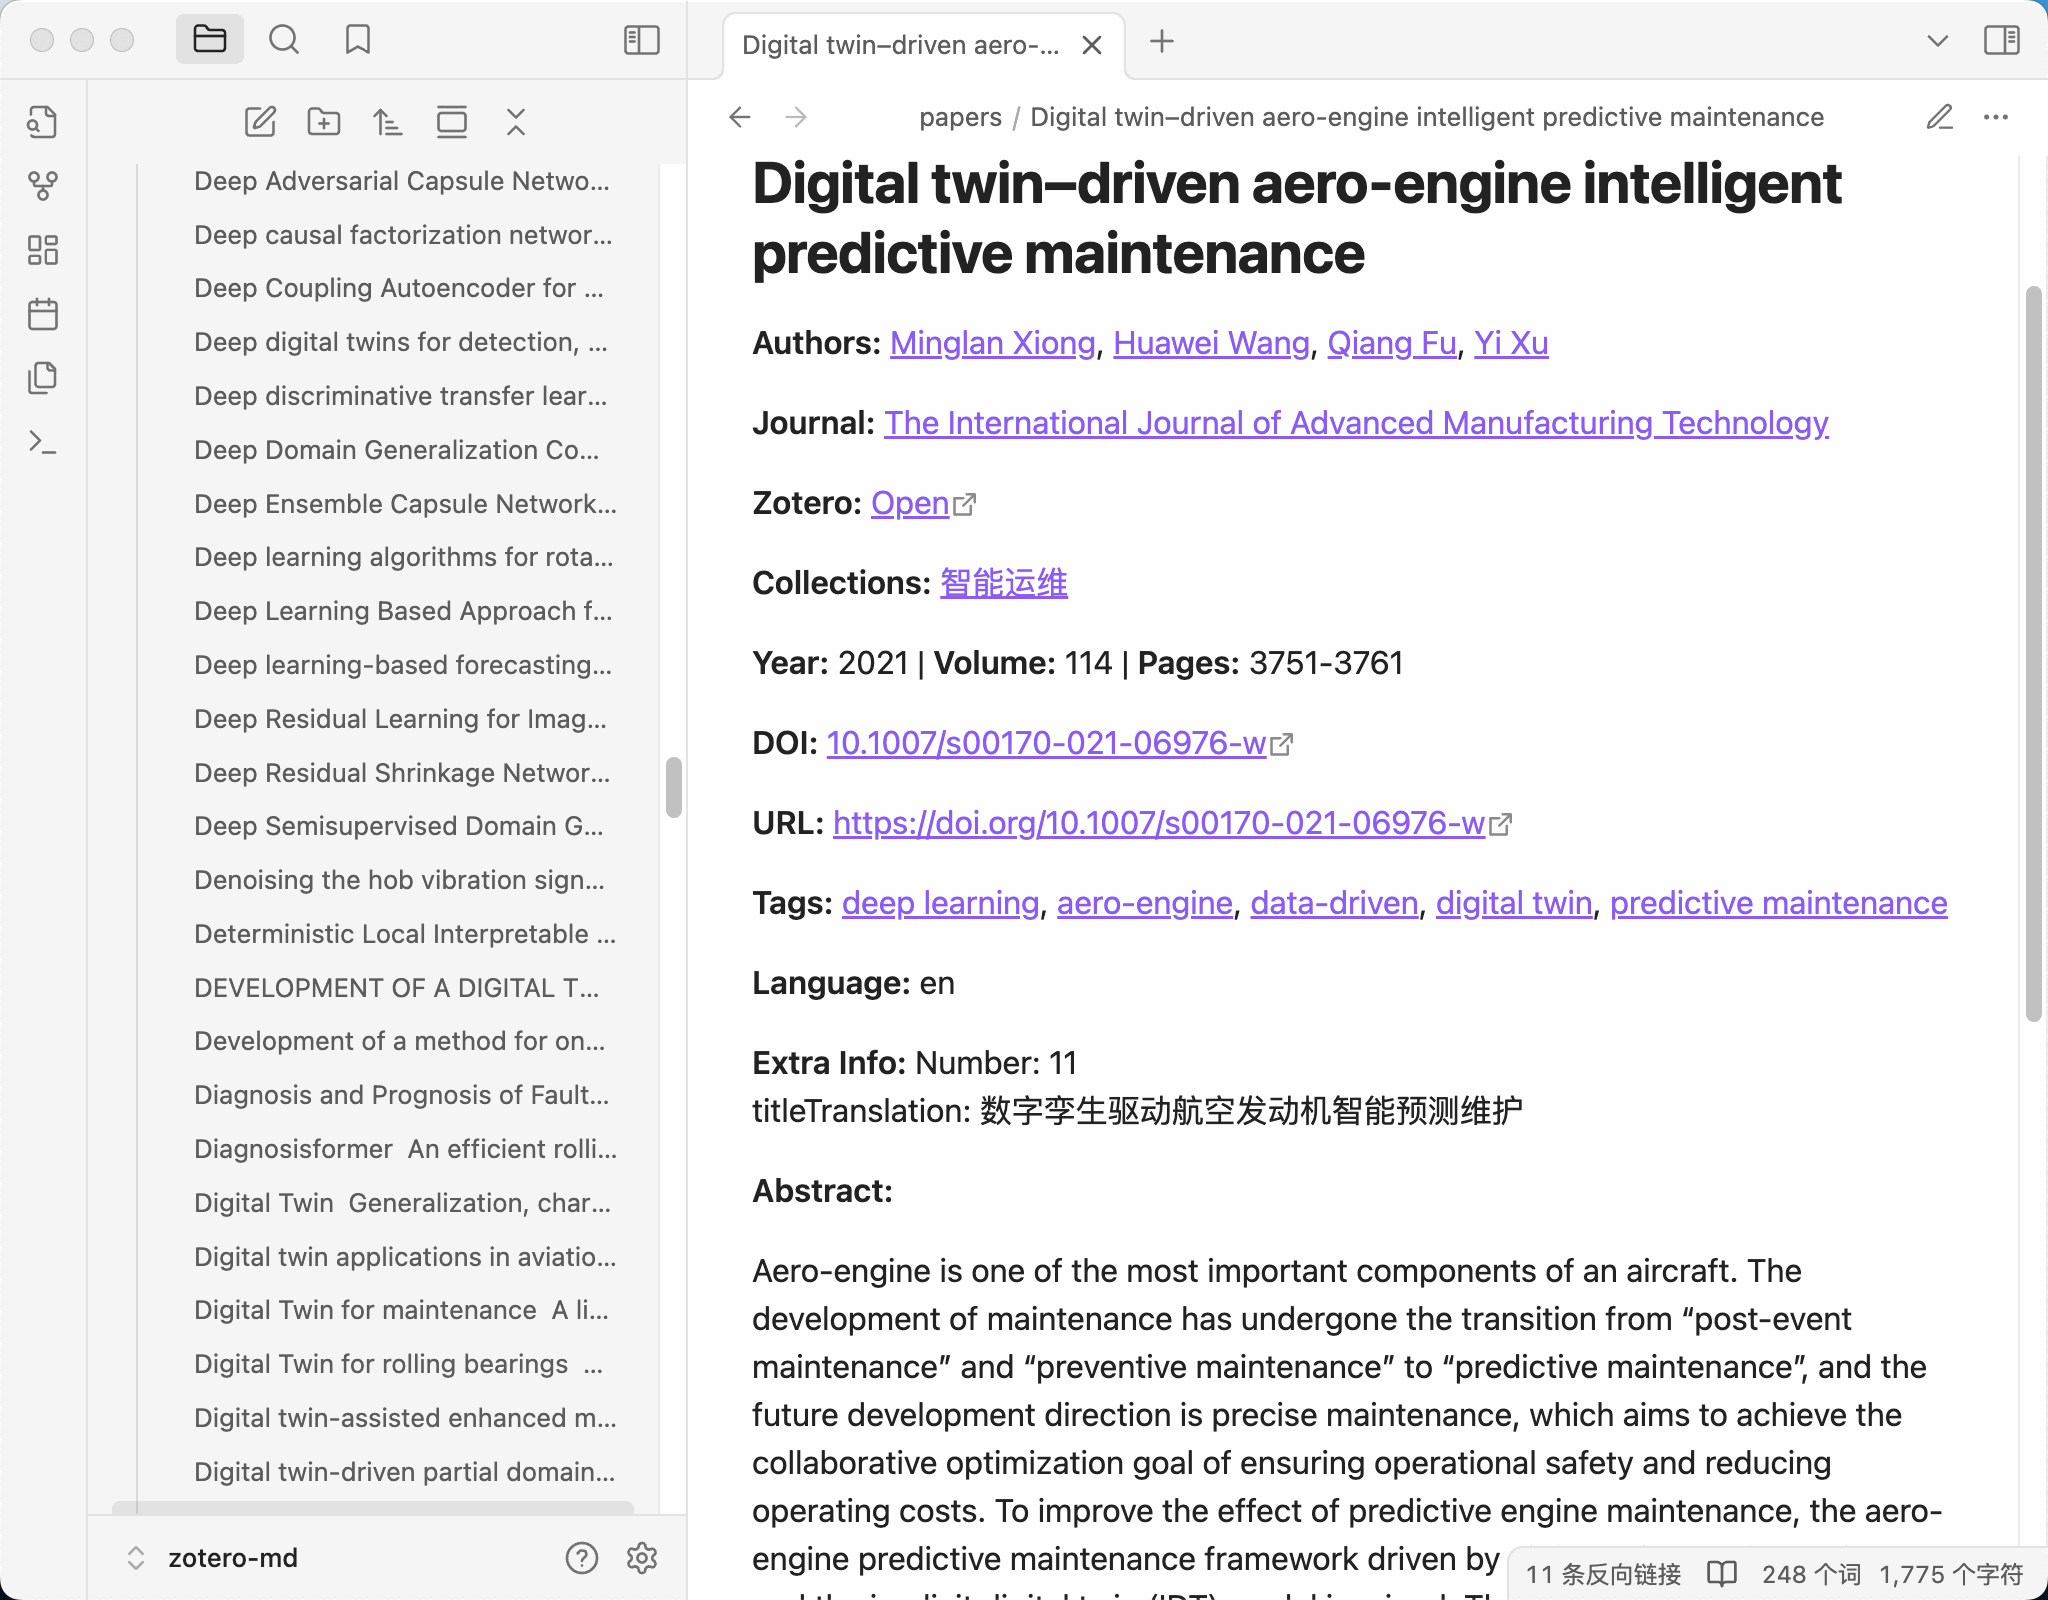 Digital twin–driven aero-...
papers / Digital twin–driven aero-engine intelligent predictive maintenance
Deep Adversarial Capsule Netwo...
Deep causal factorization networ...
Deep Coupling Autoencoder for ...
Deep digital twins for detection, ...
Deep discriminative transfer lear...
Deep Domain Generalization Co...
Deep Ensemble Capsule Network...
Deep learning algorithms for rota...
Deep Learning Based Approach f...
Deep learning-based forecasting...
Deep Residual Learning for Imag...
Deep Residual Shrinkage Networ...
Deep Semisupervised Domain G...
Denoising the hob vibration sign...
Deterministic Local Interpretable ...
DEVELOPMENT OF A DIGITAL T...
Development of a method for on...
Diagnosis and Prognosis of Fault...
Diagnosisformer  An efficient rolli...
Digital Twin  Generalization, char...
Digital twin applications in aviatio...
Digital Twin for maintenance  A li...
Digital Twin for rolling bearings  ...
Digital twin-assisted enhanced m...
Digital twin-driven partial domain...
zotero-md
Digital twin–driven aero-engine intelligent
predictive maintenance
Authors: Minglan Xiong, Huawei Wang, Qiang Fu, Yi Xu
Journal: The International Journal of Advanced Manufacturing Technology
Zotero: Open
Collections: 智能运维
Year: 2021 | Volume: 114 | Pages: 3751-3761
DOI: 10.1007/s00170-021-06976-w
URL: https://doi.org/10.1007/s00170-021-06976-w
Tags: deep learning, aero-engine, data-driven, digital twin, predictive maintenance
Language: en
Extra Info: Number: 11
titleTranslation: 数字孪生驱动航空发动机智能预测维护
Abstract:
Aero-engine is one of the most important components of an aircraft. The
development of maintenance has undergone the transition from “post-event
maintenance” and “preventive maintenance” to “predictive maintenance”, and the
future development direction is precise maintenance, which aims to achieve the
collaborative optimization goal of ensuring operational safety and reducing
operating costs. To improve the effect of predictive engine maintenance, the aero-
engine predictive maintenance framework driven by
11 条反向链接 248 个词 1,775 个字符